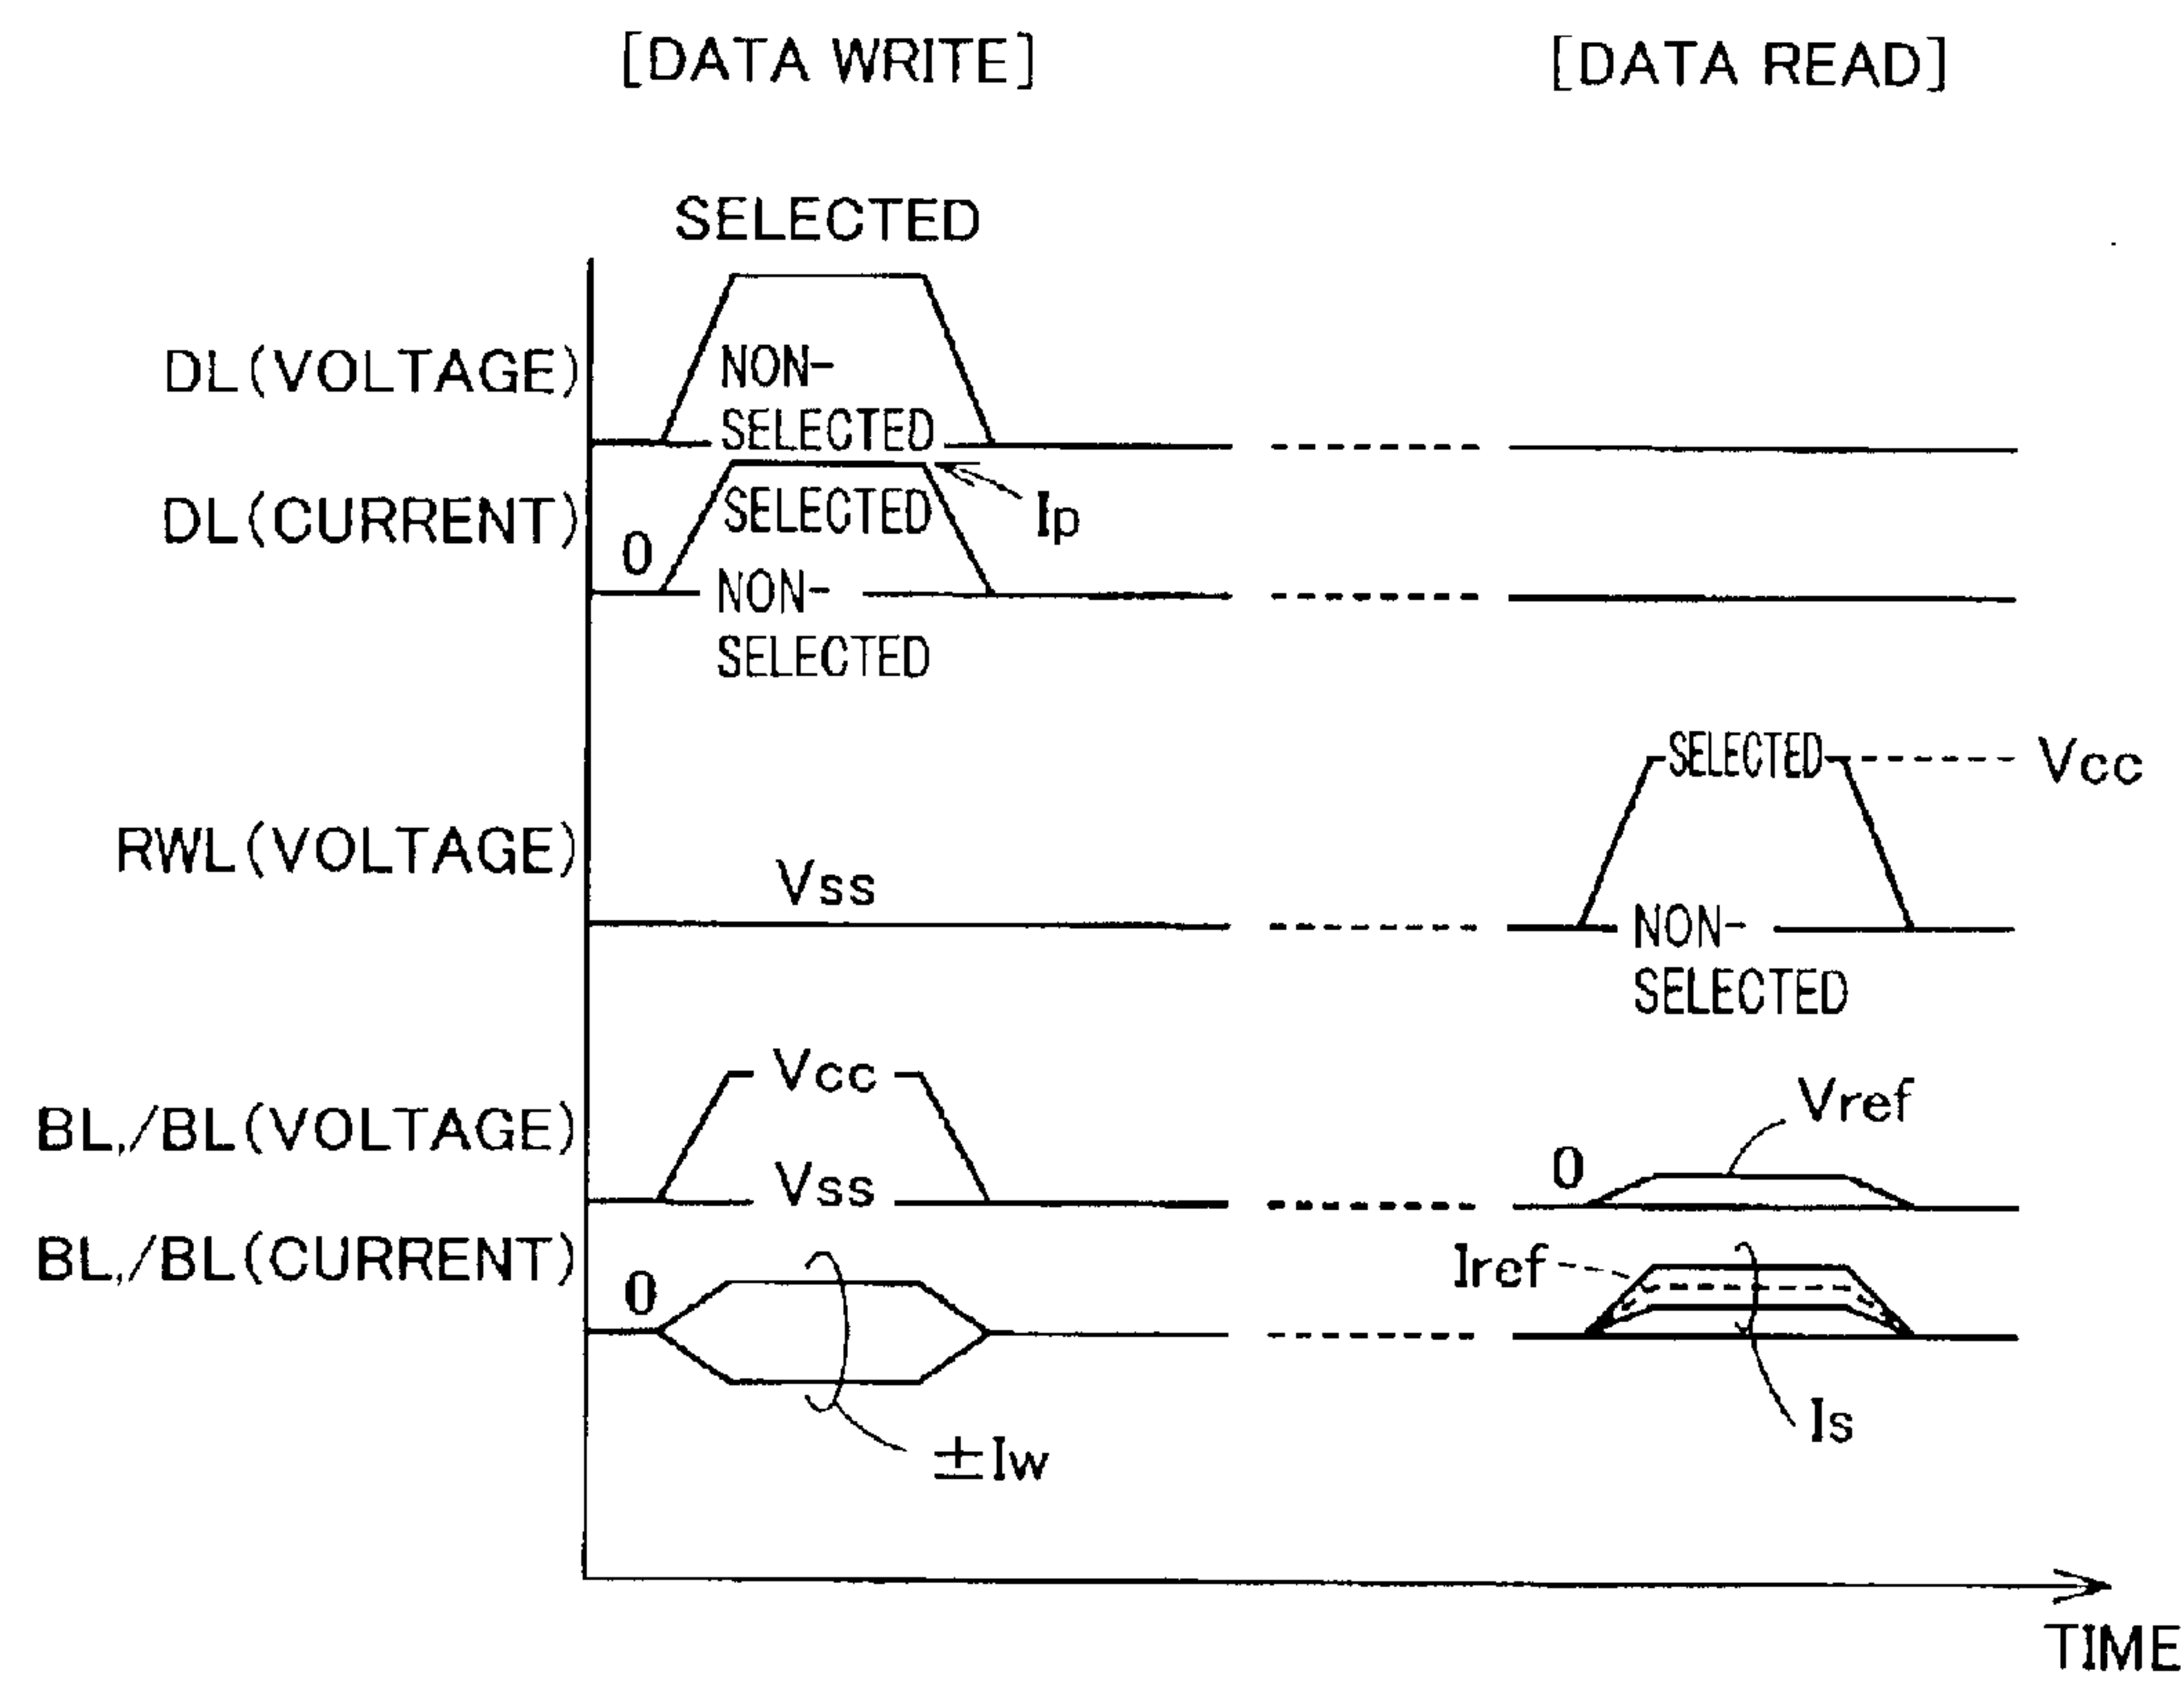 [DATA WRITE] [DATA READ]
SELECTED
DL(VOLTAGE)
NON-
SELECTED
DL(CURRENT)
0
SELECTED
Ip
NON-
SELECTED
SELECTED
Vcc
RWL(VOLTAGE)
Vss
NON-
SELECTED
BL,/BL(VOLTAGE)
Vcc
Vss
0
Vref
BL,/BL(CURRENT)
0
±Iw
Iref
Is
TIME